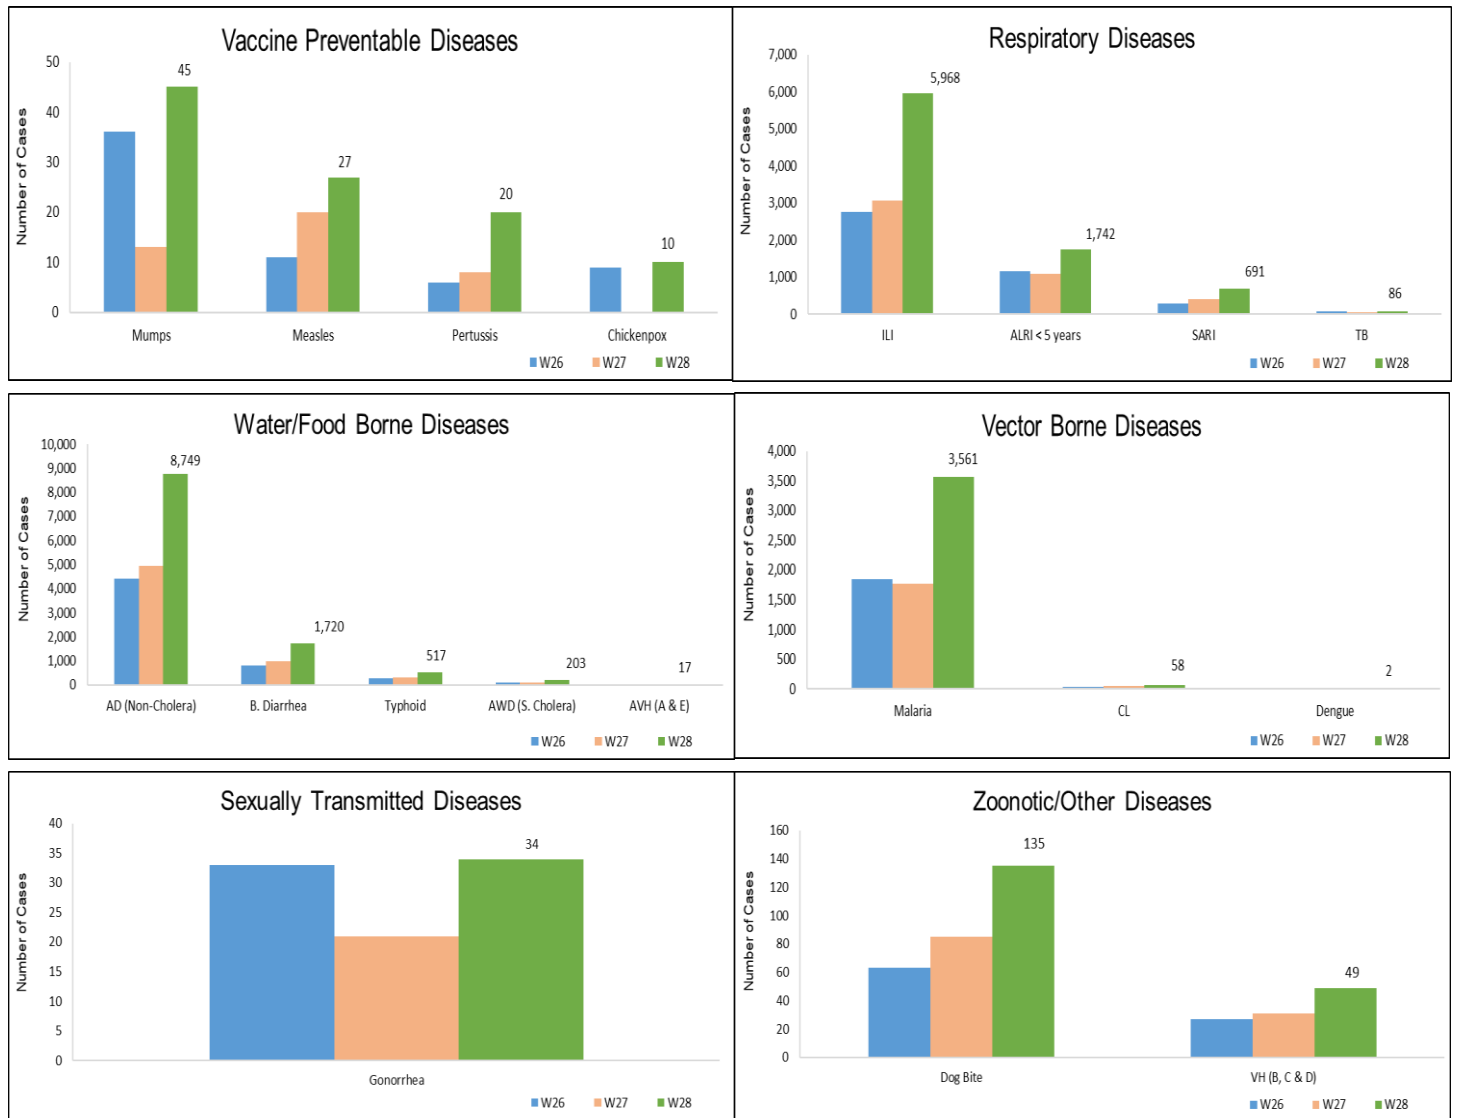 Vaccine Preventable Diseases
Number of Cases
50
40
30
20
10
0
45
27
20
10
Mumps Measles Pertussis Chickenpox
W26 W27 W28
Respiratory Diseases
Number of Cases
7,000
6,000
5,000
4,000
3,000
2,000
1,000
0
5,968
1,742
691
86
ILI ALRI < 5 years SARI TB
W26 W27 W28
Water/Food Borne Diseases
Number of Cases
10,000
9,000
8,000
7,000
6,000
5,000
4,000
3,000
2,000
1,000
0
8,749
1,720
517
203
17
AD (Non-Cholera) B. Diarrhea Typhoid AWD (S. Cholera) AVH (A & E)
W26 W27 W28
Vector Borne Diseases
Number of Cases
4,000
3,500
3,000
2,500
2,000
1,500
1,000
500
0
3,561
58
2
Malaria CL Dengue
W26 W27 W28
Sexually Transmitted Diseases
Number of Cases
40
35
30
25
20
15
10
5
0
34
Gonorrhea
W26 W27 W28
Zoonotic/Other Diseases
Number of Cases
160
140
120
100
80
60
40
20
0
135
49
Dog Bite VH (B, C & D)
W26 W27 W28